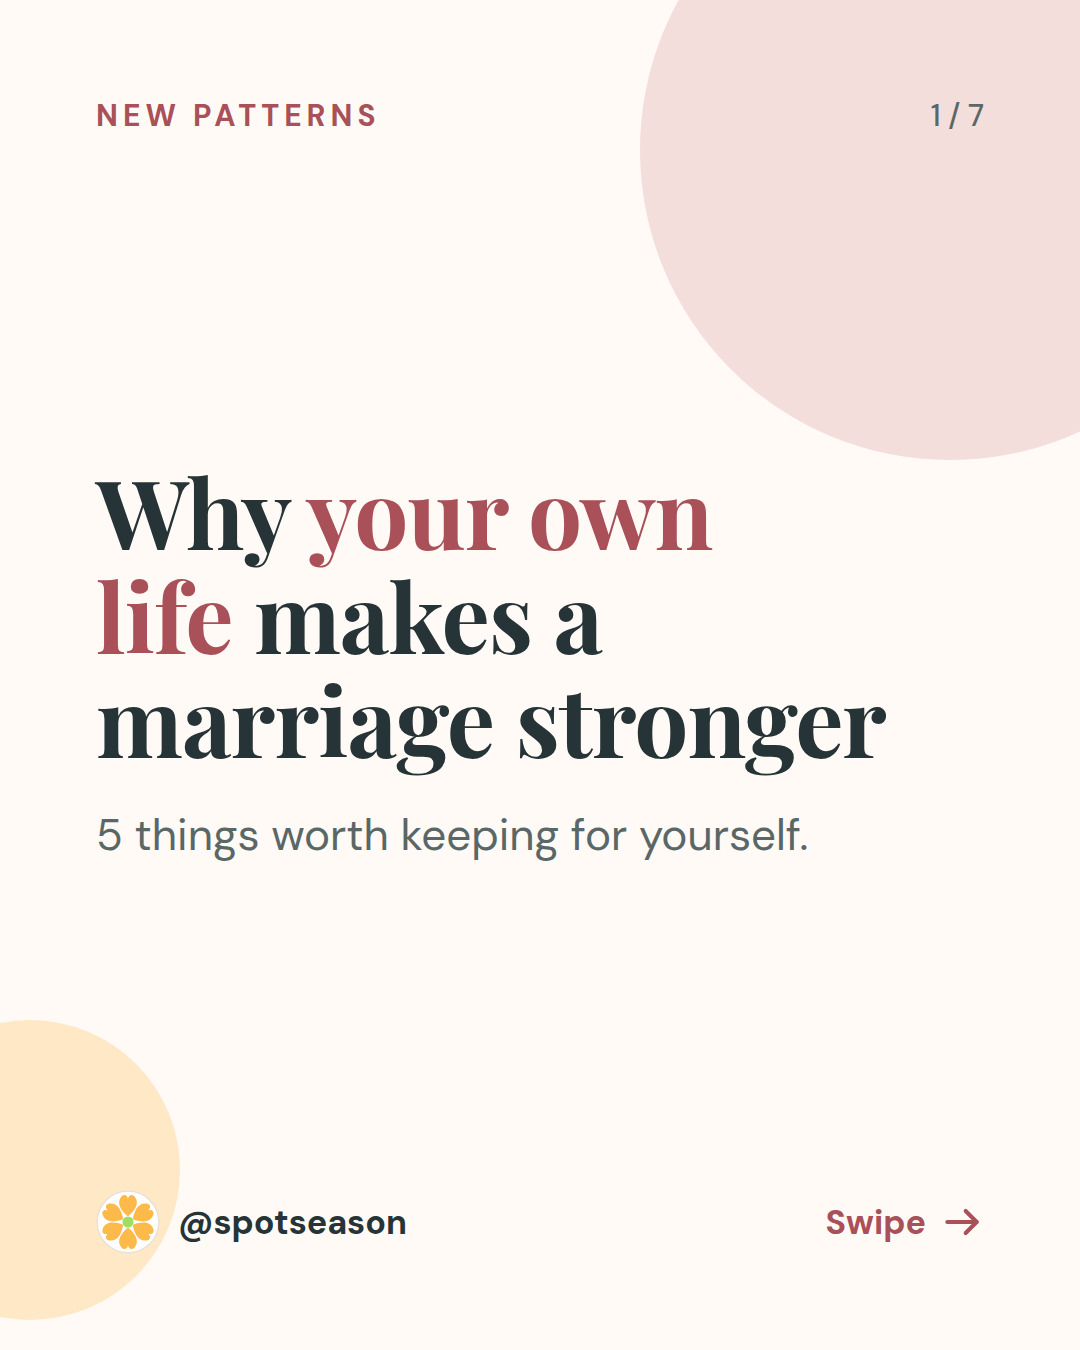 NEW PATTERNS
1 / 7
Why your own
life makes a
marriage stronger
5 things worth keeping for yourself.
@spotseason
Swipe →